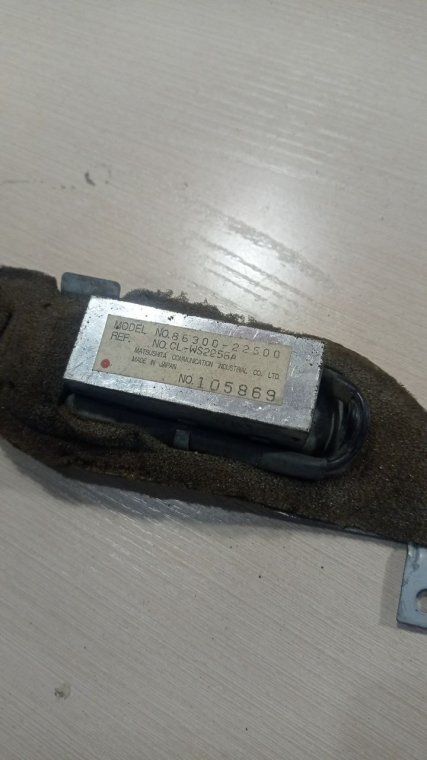 MODEL NO.86300-22500
REF. NO.CL-WS2256A
MATSUSHITA COMMUNICATION INDUSTRIAL CO., LTD.
MADE IN JAPAN
NO.105869